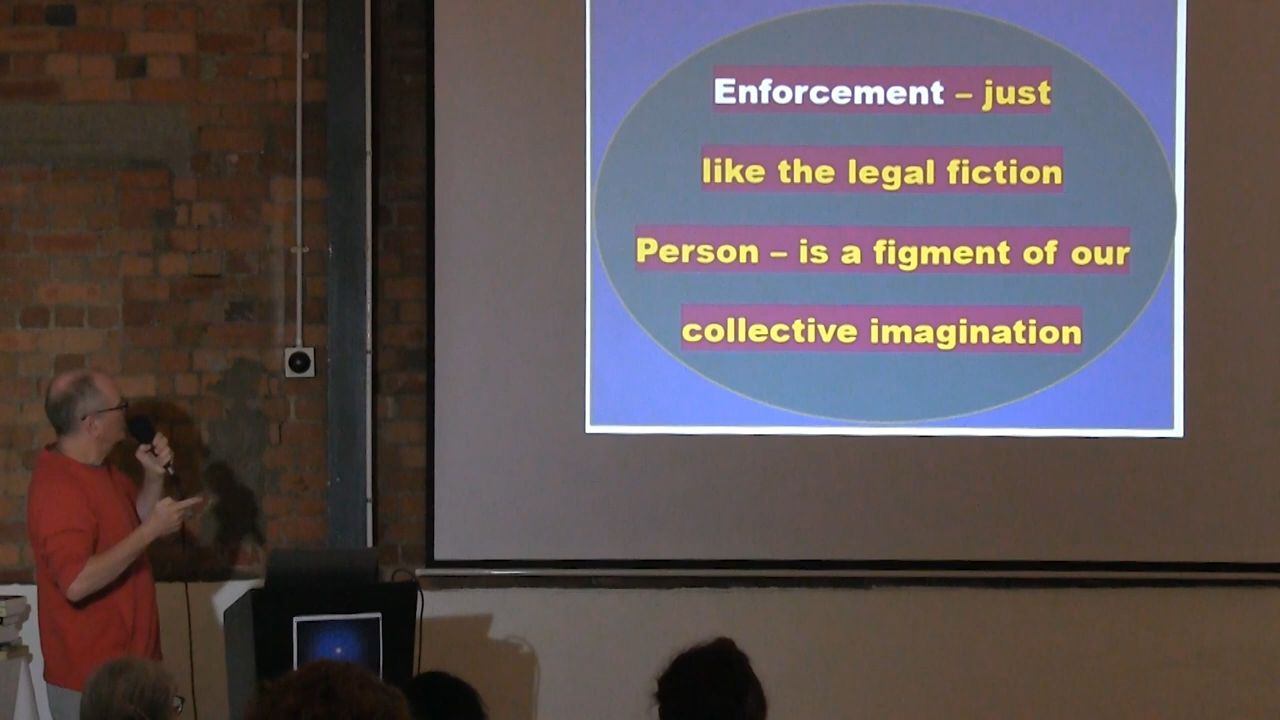 Enforcement – just
like the legal fiction
Person – is a figment of our
collective imagination